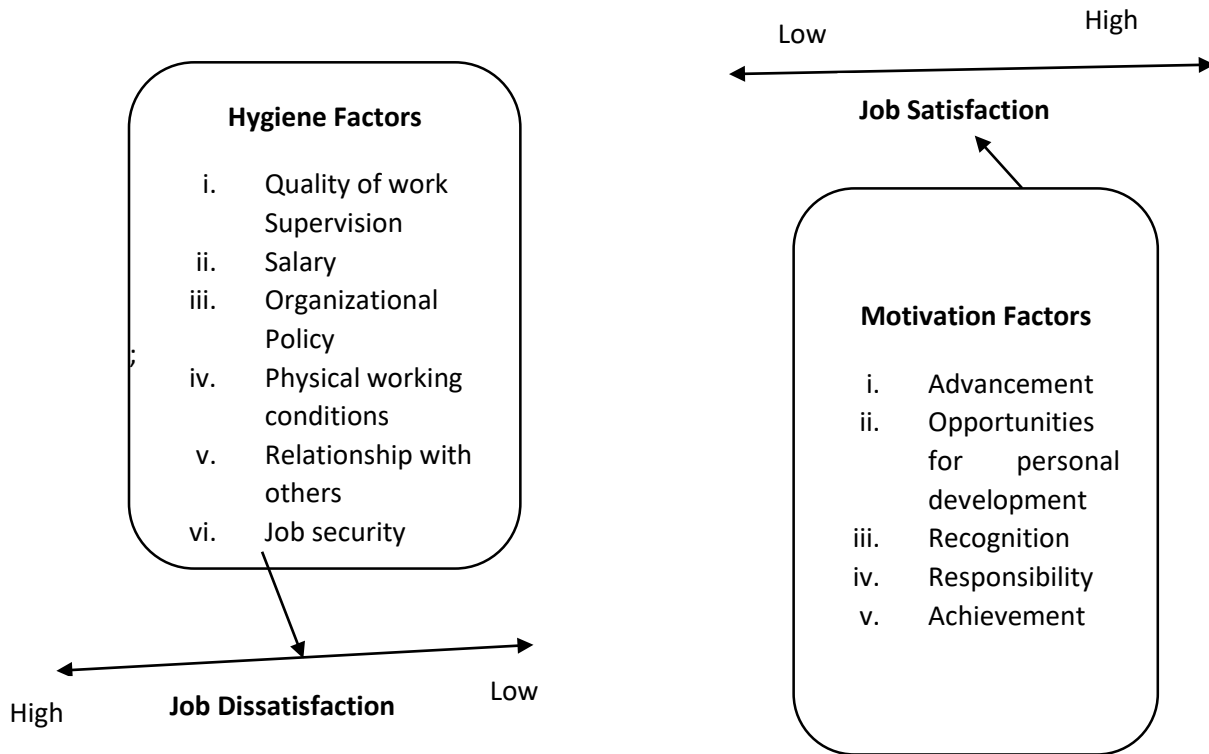 Hygiene Factors
i. Quality of work
Supervision
ii. Salary
iii. Organizational
Policy
;
iv. Physical working
conditions
v. Relationship with
others
vi. Job security
High
Job Dissatisfaction
Low
Low
High
Job Satisfaction
Motivation Factors
i. Advancement
ii. Opportunities
for personal
development
iii. Recognition
iv. Responsibility
v. Achievement